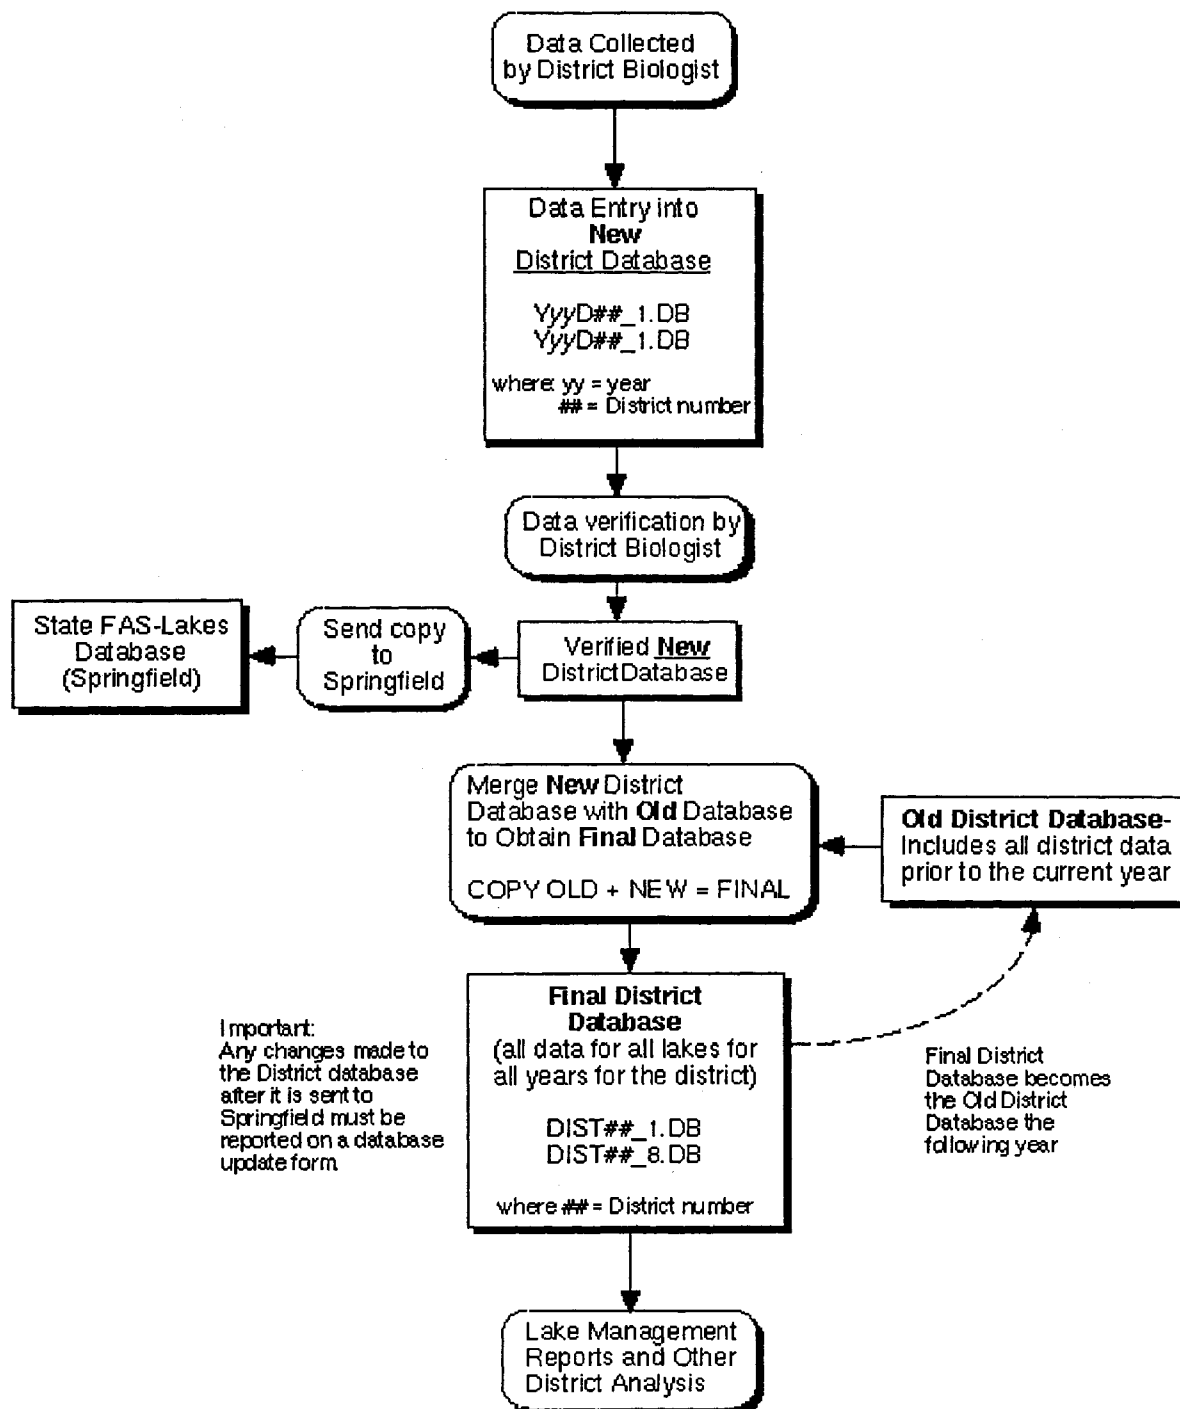 Data Collected
by District Biologist
Data Entry into
New
District Database
YyyD##_1.DB
YyyD##_1.DB
where: yy = year
## = District number
Data verification by
District Biologist
State FAS-Lakes
Database
(Springfield)
Send copy
to
Springfield
Verified New
District Database
Merge New District
Database with Old Database
to Obtain Final Database
COPY OLD + NEW = FINAL
Old District Database-
Includes all district data
prior to the current year
Final District
Database
(all data for all lakes for
all years for the district)
DIST##_1.DB
DIST##_8.DB
where ## = District number
Important:
Any changes made to
the District database
after it is sent to
Springfield must be
reported on a database
update form
Final District
Database becomes
the Old District
Database the
following year
Lake Management
Reports and Other
District Analysis